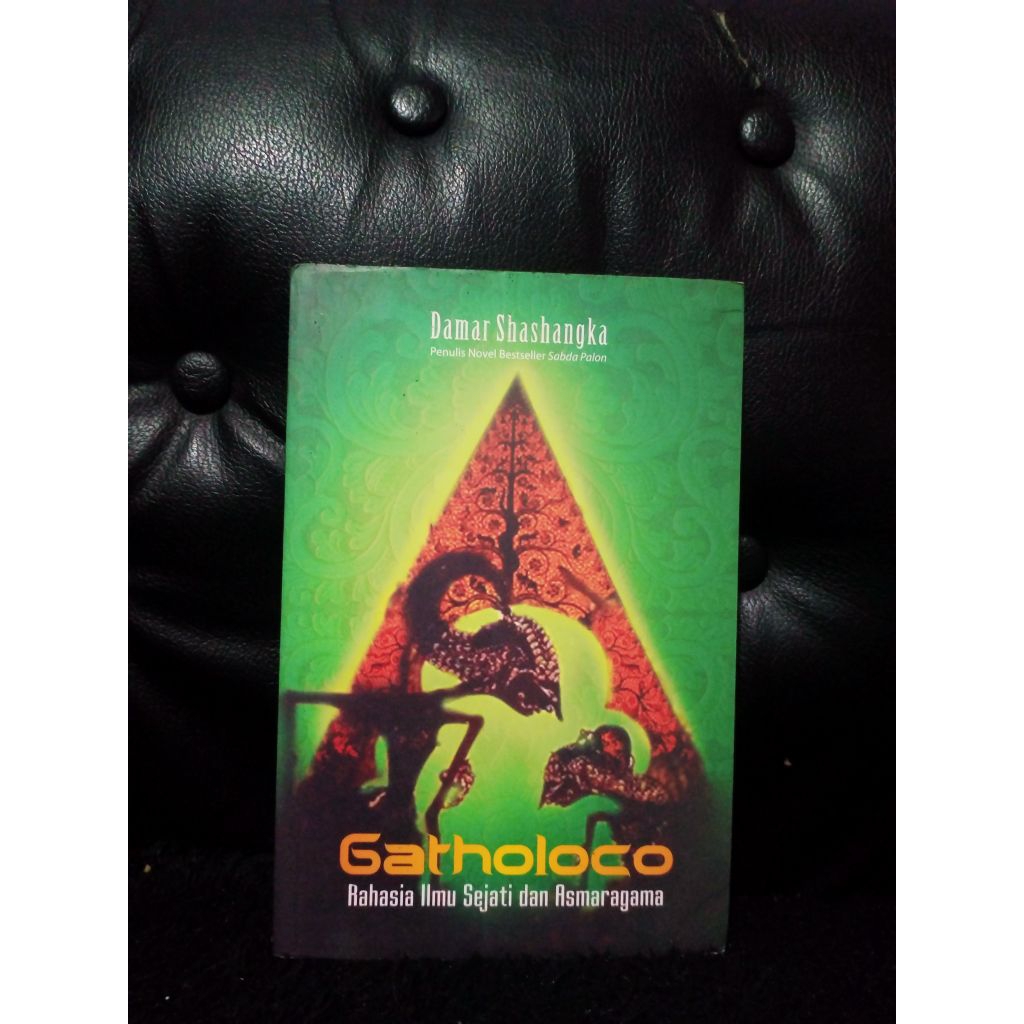 Damar Shashangka
Penulis Novel Bestseller Sabda Palon
Gatholoco
Rahasia Ilmu Sejati dan Asmaragama